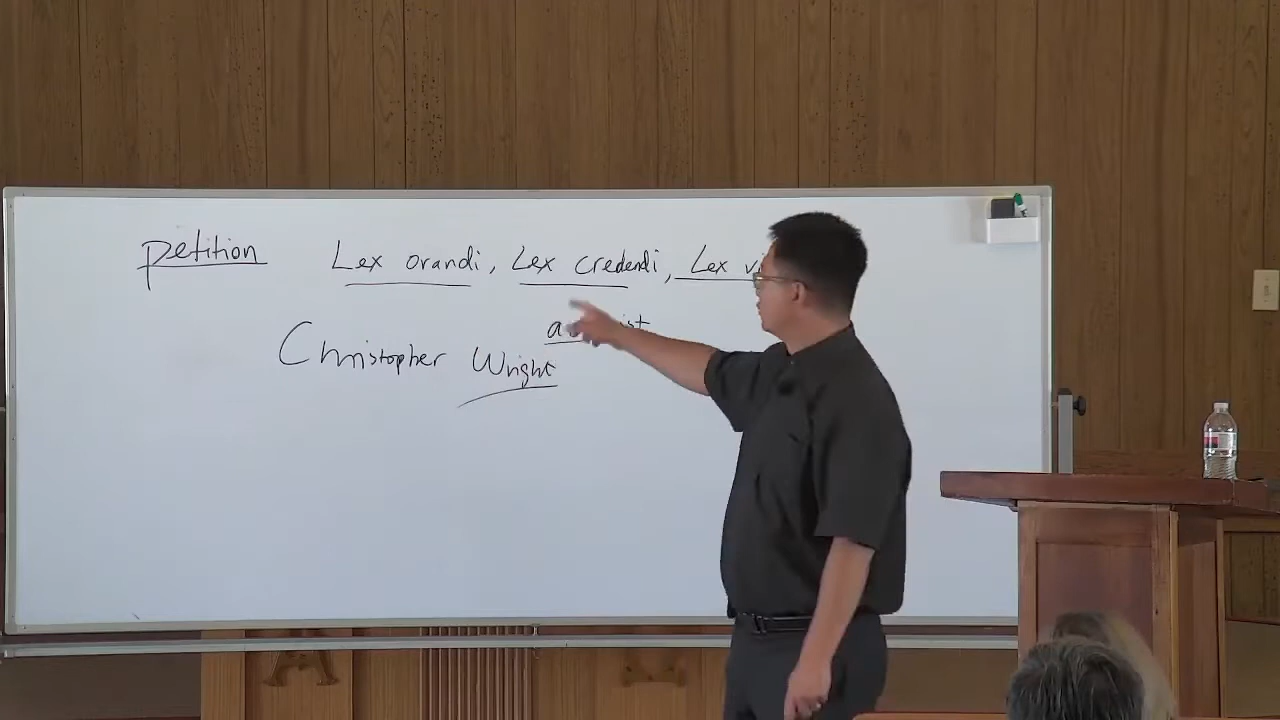 petition Lex orandi, Lex credendi, Lex
Christopher Wright